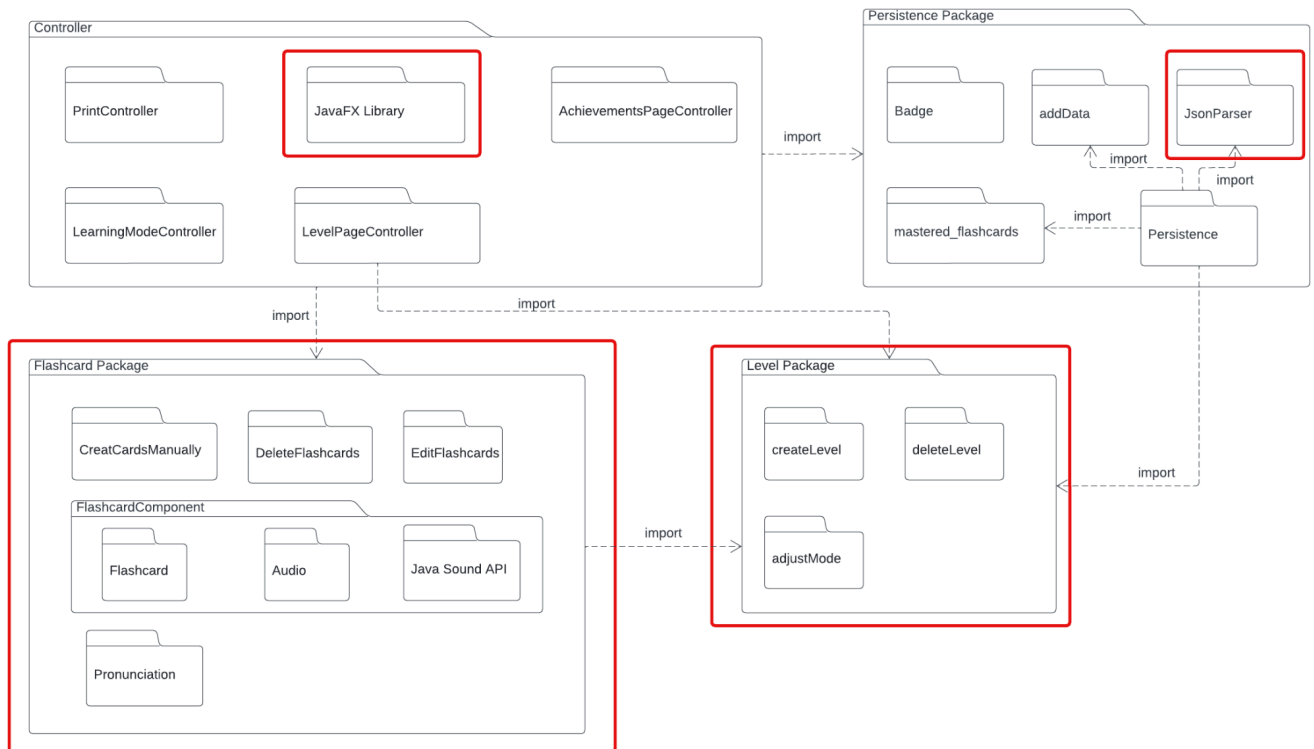 Controller
PrintController
JavaFX Library
AchievementsPageController
LearningModeController
LevelPageController
import
Persistence Package
Badge
addData
JsonParser
import
import
mastered_flashcards
import
Persistence
import
import
import
Flashcard Package
CreatCardsManually
DeleteFlashcards
EditFlashcards
FlashcardComponent
Flashcard
Audio
Java Sound API
Pronunciation
import
Level Package
createLevel
deleteLevel
adjustMode